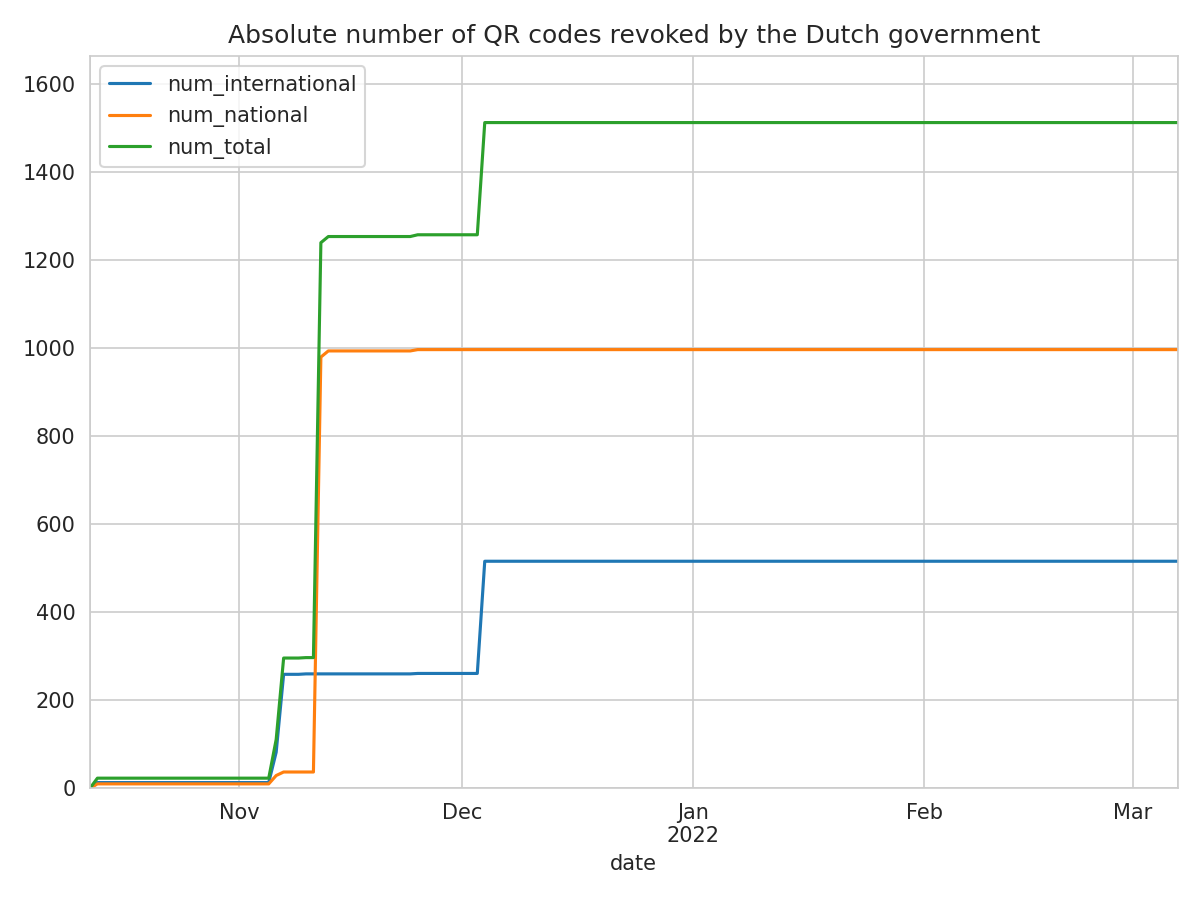 Absolute number of QR codes revoked by the Dutch government
num_international
num_national
num_total
1600
1400
1200
1000
800
600
400
200
0
Nov
Dec
Jan
2022
Feb
Mar
date